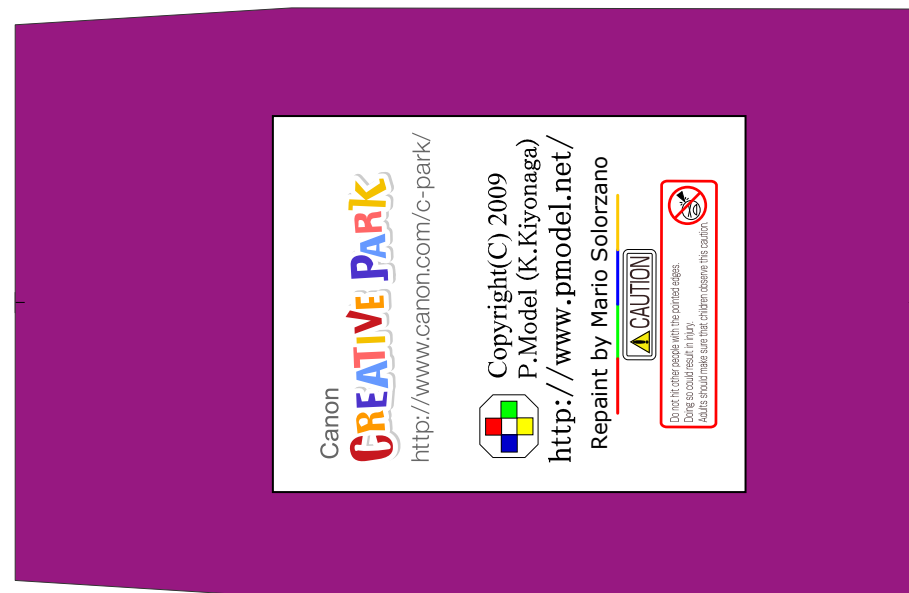 Canon
CREATIVE PARK
http://www.canon.com/c-park/
Copyright(C) 2009
P.Model (K.Kiyonaga)
http://www.pmodel.net/
Repaint by Mario Solorzano
CAUTION
Do not hit other people with the pointed edges.
Doing so could result in injury.
Adults should make sure that children observe this caution.